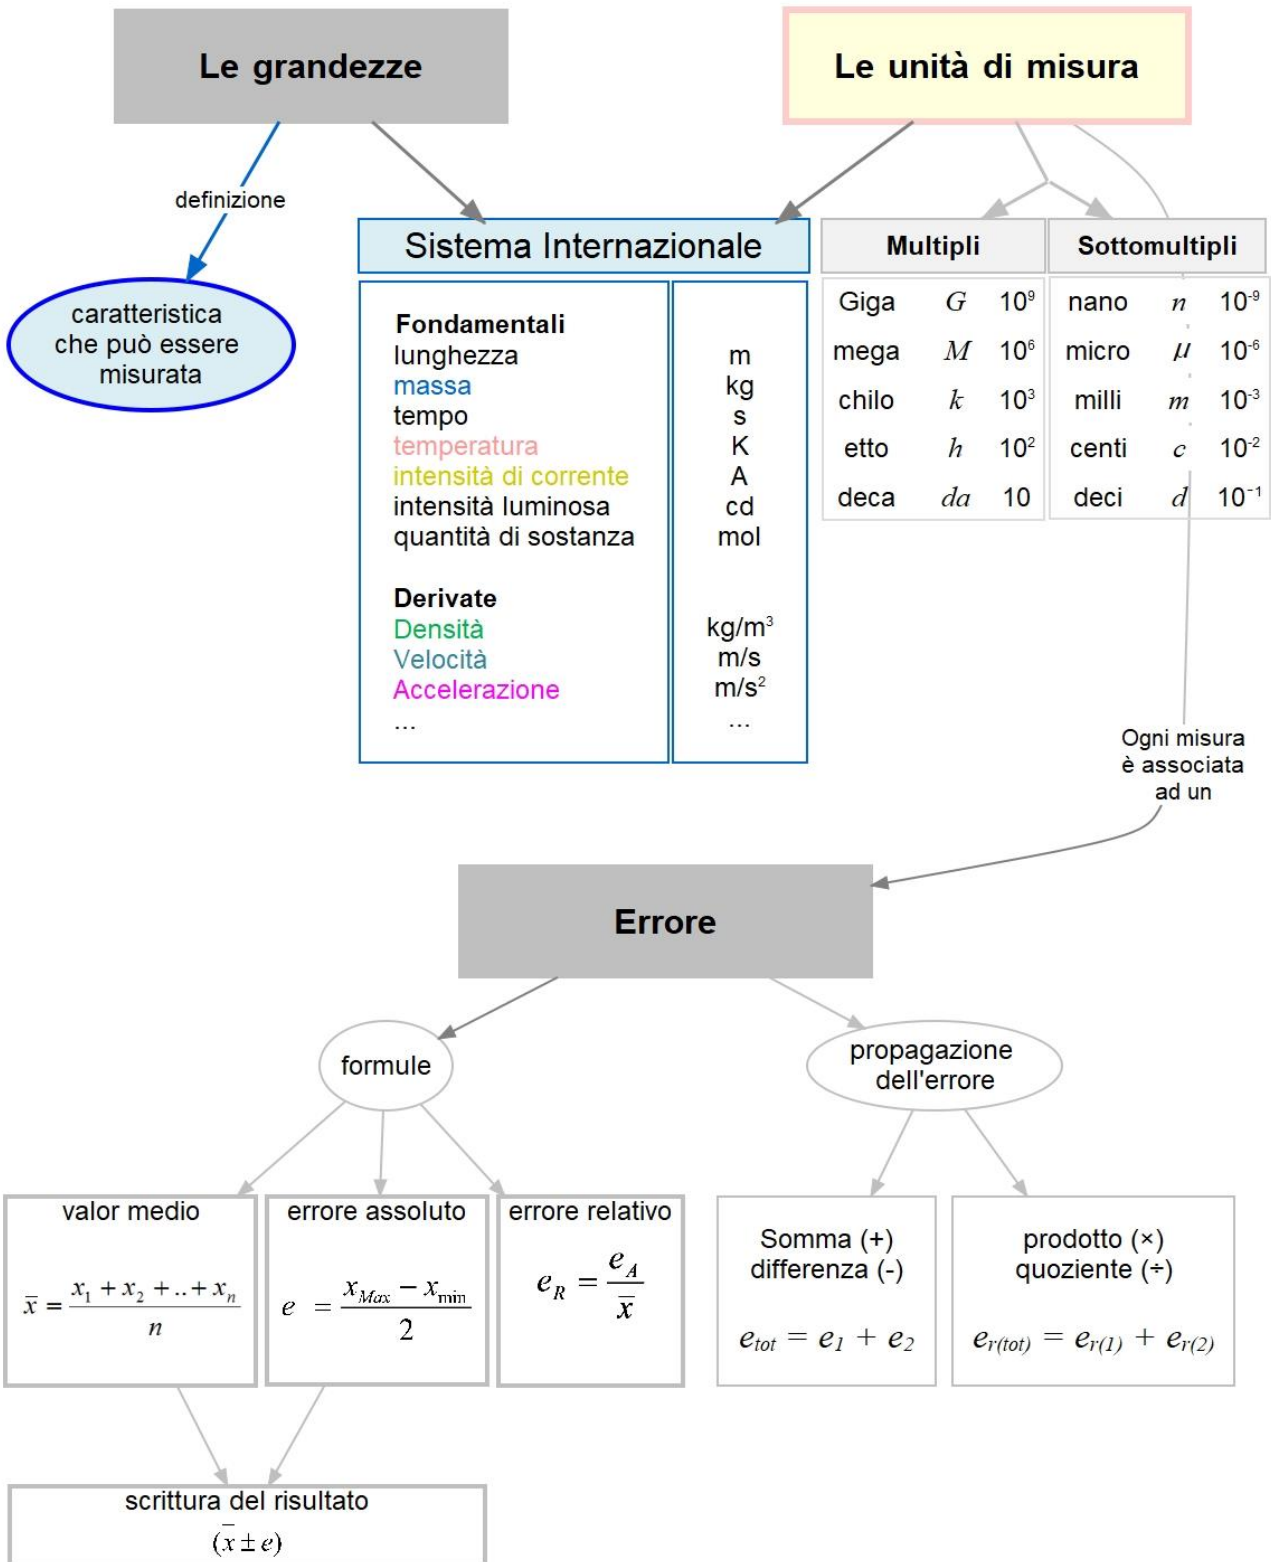 Le grandezze
Le unità di misura
definizione
caratteristica
che può essere
misurata
Sistema Internazionale
Fondamentali
lunghezza m
massa kg
tempo s
temperatura K
intensità di corrente A
intensità luminosa cd
quantità di sostanza mol
Derivate
Densità kg/m³
Velocità m/s
Accelerazione m/s²
... ...
Multipli
Giga G 10⁹
mega M 10⁶
chilo k 10³
etto h 10²
deca da 10
Sottomultipli
nano n 10⁻⁹
micro μ 10⁻⁶
milli m 10⁻³
centi c 10⁻²
deci d 10⁻¹
Ogni misura
è associata
ad un
Errore
formule
propagazione
dell'errore
valor medio
x̄ = (x₁ + x₂ + .. + xₙ) / n
errore assoluto
e = (x_Max − x_min) / 2
errore relativo
e_R = e_A / x̄
Somma (+)
differenza (-)
e_tot = e₁ + e₂
prodotto (×)
quoziente (÷)
e_r(tot) = e_r(1) + e_r(2)
scrittura del risultato
(x̄ ± e)